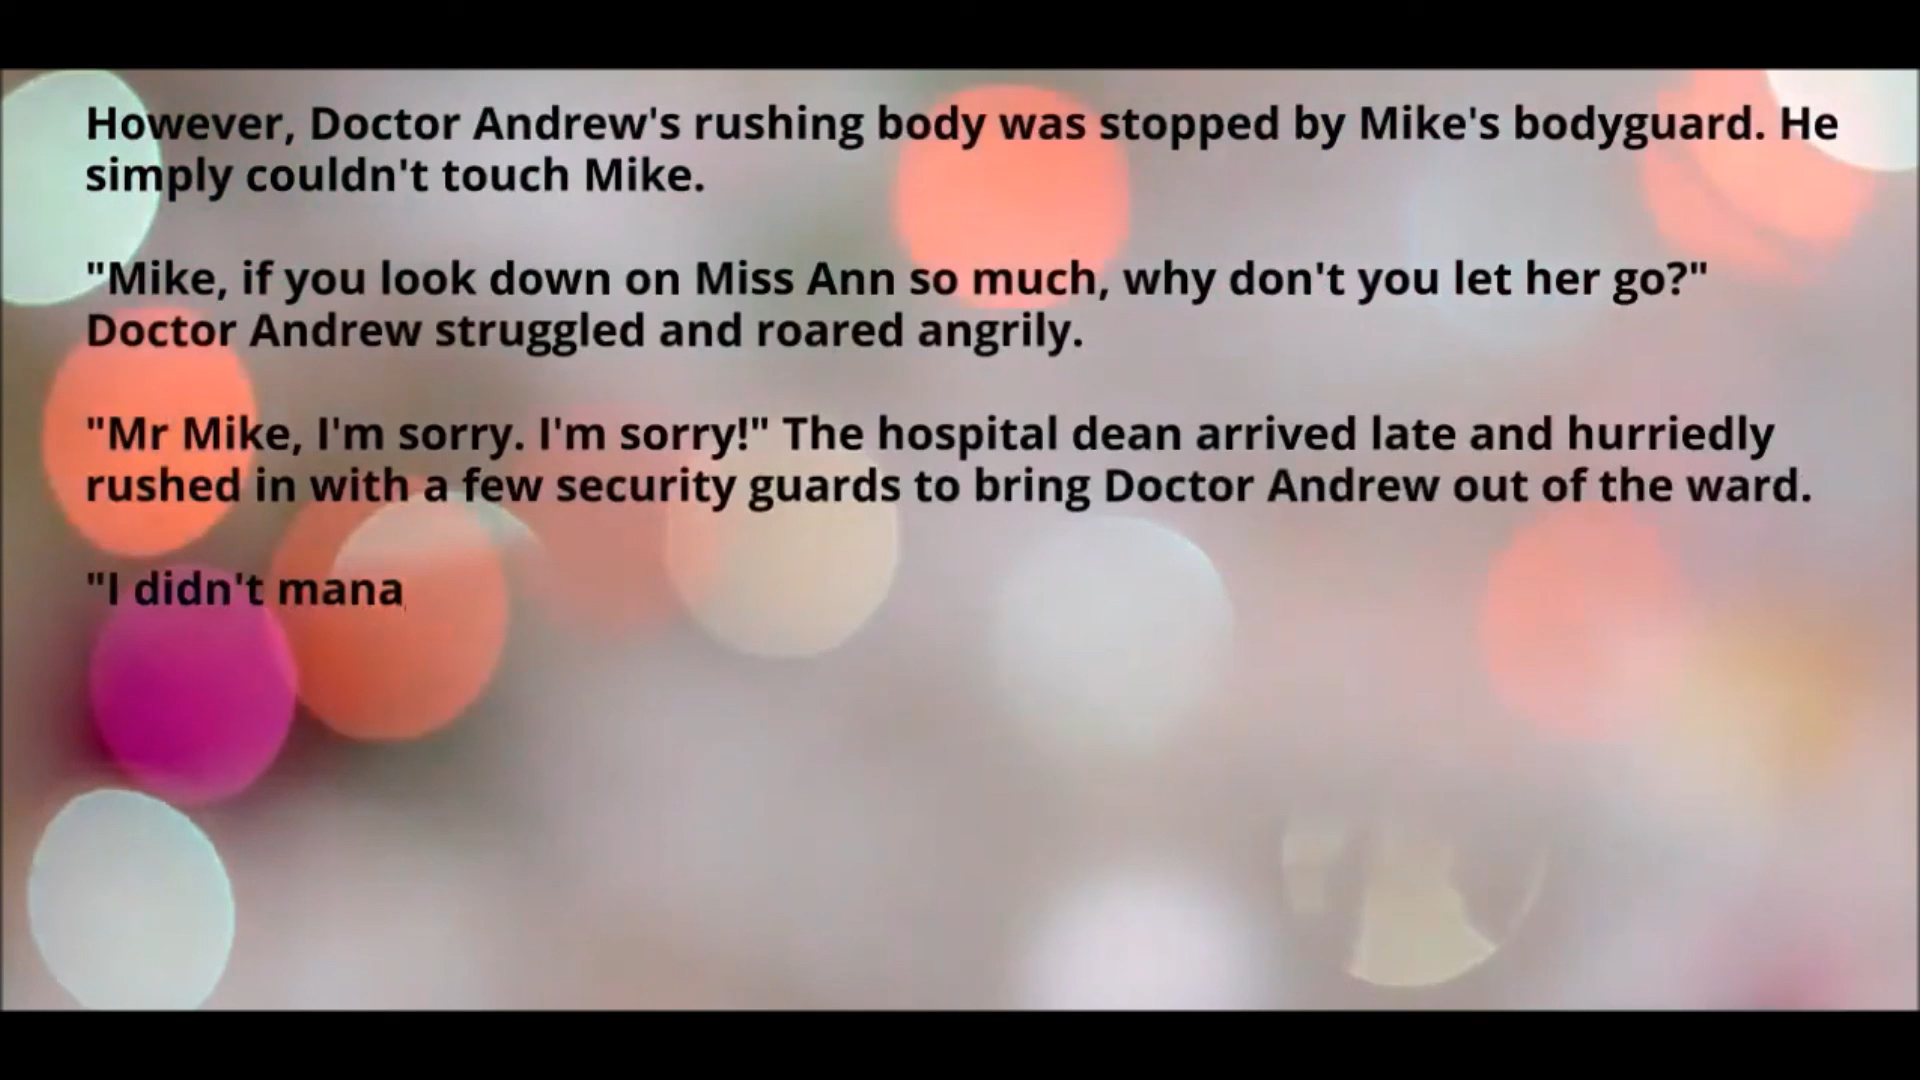 However, Doctor Andrew's rushing body was stopped by Mike's bodyguard. He
simply couldn't touch Mike.
"Mike, if you look down on Miss Ann so much, why don't you let her go?"
Doctor Andrew struggled and roared angrily.
"Mr Mike, I'm sorry. I'm sorry!" The hospital dean arrived late and hurriedly
rushed in with a few security guards to bring Doctor Andrew out of the ward.
"I didn't mana